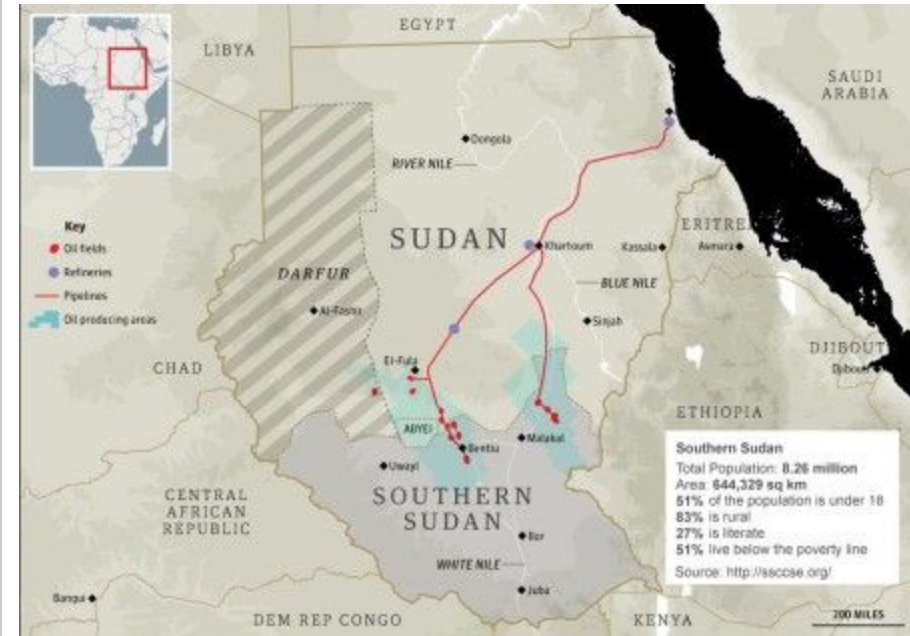 EGYPT
LIBYA
SAUDI
ARABIA
Dongola
RIVER NILE
Key
Oil fields
Refineries
Pipelines
Oil producing areas
SUDAN
Khartoum
Kassala
ERITRE
Asmara
DARFUR
BLUE NILE
Al-Fashu
Sinjah
CHAD
El-Fula
DJIBOUT
Djibouti
ABYEI
ETHIOPIA
Malakal
Bentiu
Uwayl
SOUTHERN
SUDAN
CENTRAL
AFRICAN
REPUBLIC
Southern Sudan
Total Population: 8.26 million
Area: 644,329 sq km
51% of the population is under 18
83% is rural
27% is literate
51% live below the poverty line
Source: http://ssccse.org/
Bor
WHITE NILE
Juba
Bangui
DEM REP CONGO
KENYA
200 MILES